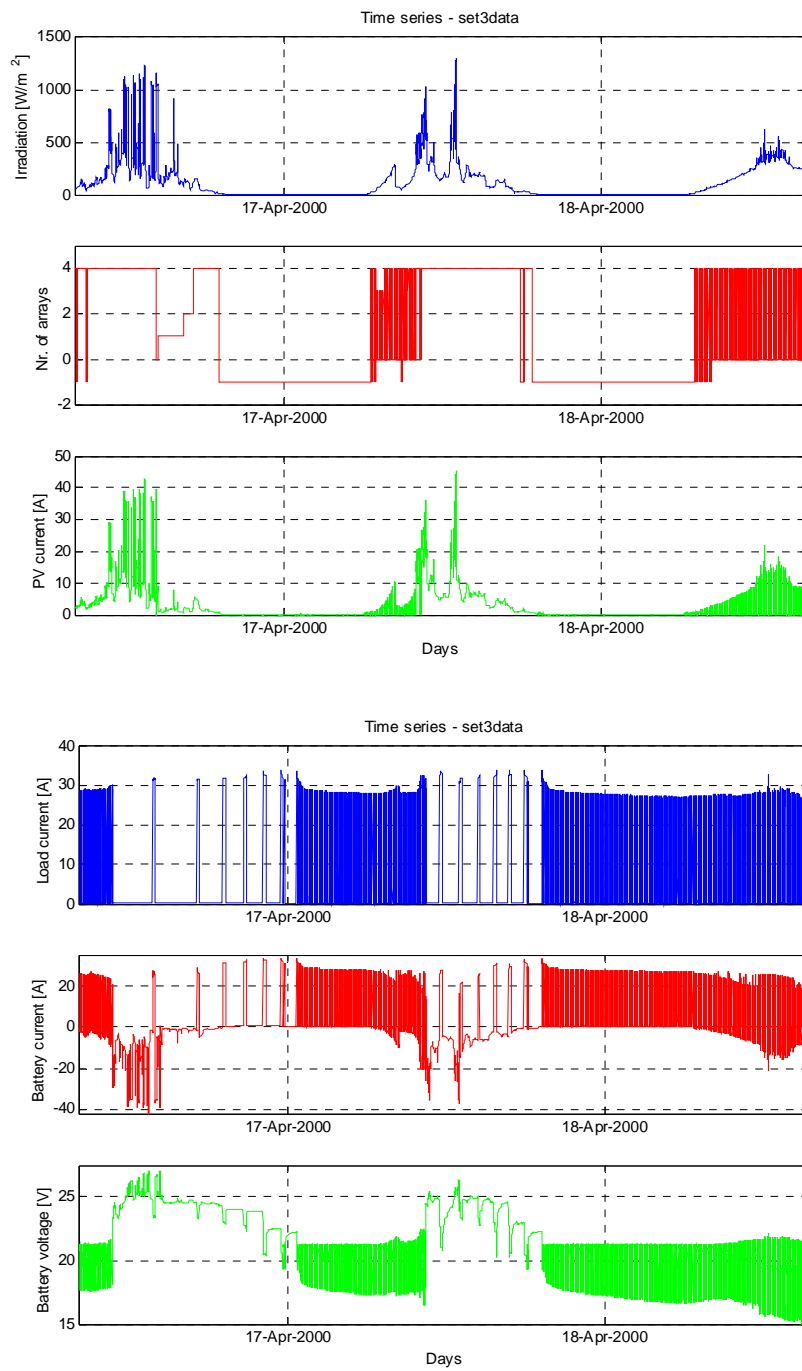 Time series - set3data
1500
1000
500
0
Irradiation [W/m²]
17-Apr-2000 18-Apr-2000
4
2
0
-2
Nr. of arrays
17-Apr-2000 18-Apr-2000
50
40
30
20
10
0
PV current [A]
17-Apr-2000 18-Apr-2000
Days
Time series - set3data
40
30
20
10
0
Load current [A]
17-Apr-2000 18-Apr-2000
20
0
-20
-40
Battery current [A]
17-Apr-2000 18-Apr-2000
25
20
15
Battery voltage [V]
17-Apr-2000 18-Apr-2000
Days